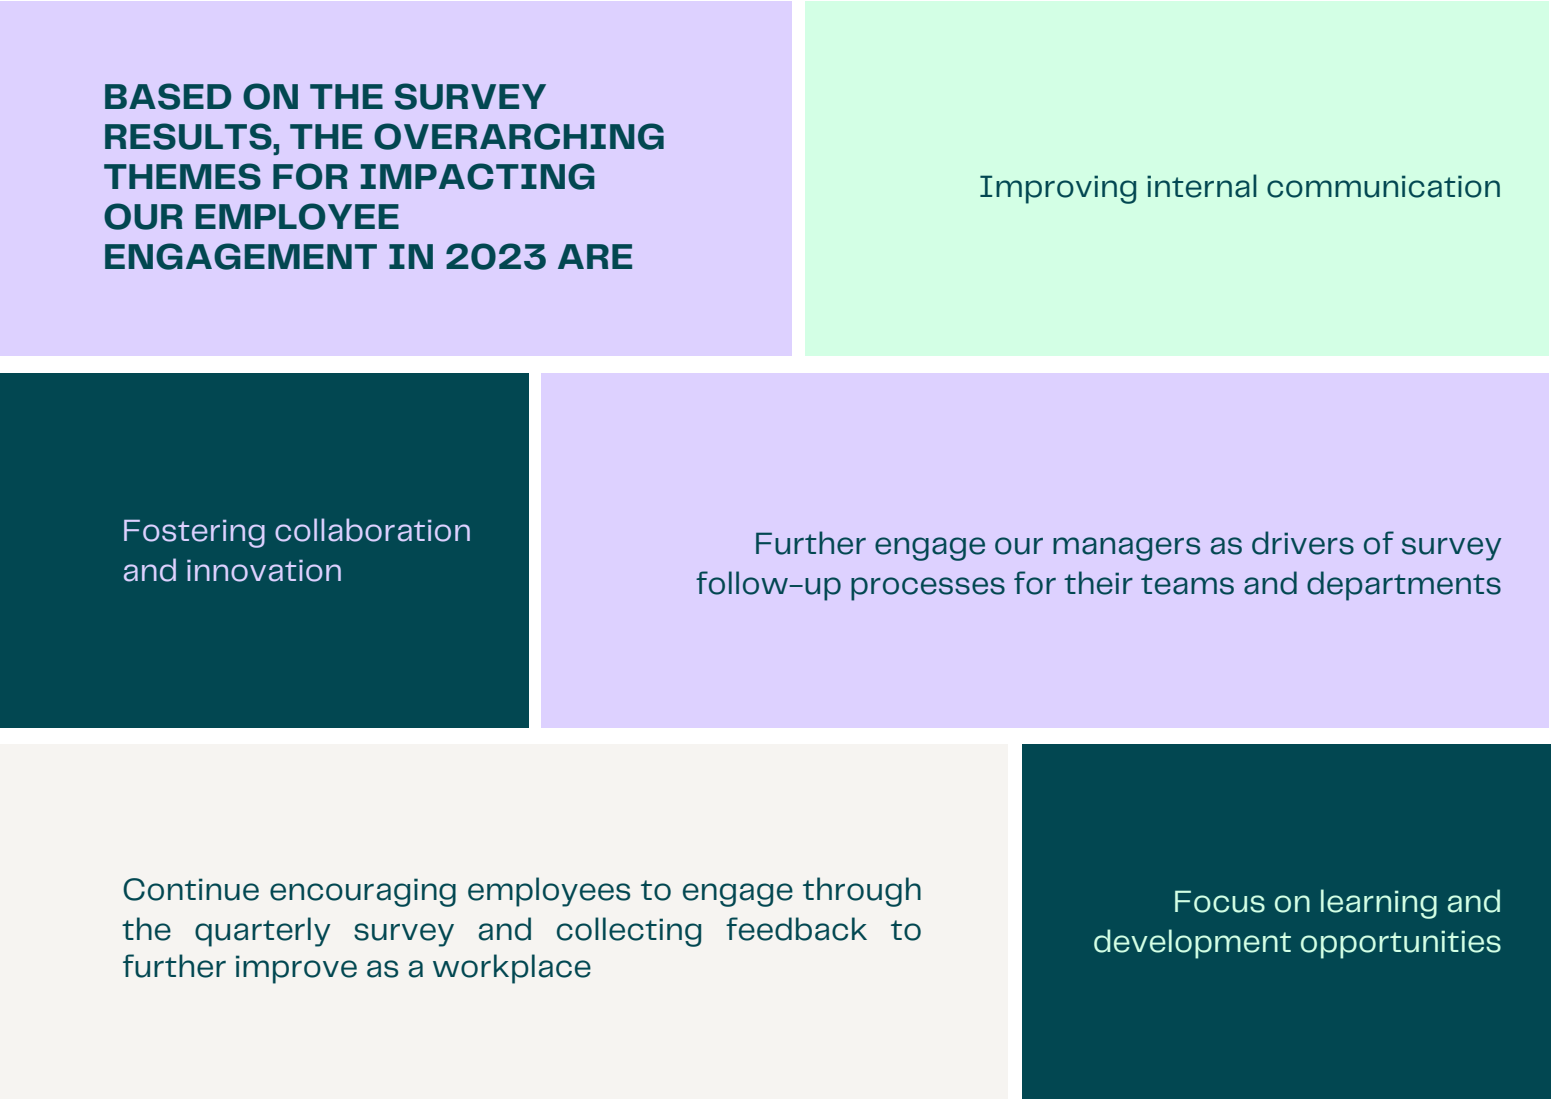 BASED ON THE SURVEY
RESULTS, THE OVERARCHING
THEMES FOR IMPACTING
OUR EMPLOYEE
ENGAGEMENT IN 2023 ARE
Improving internal communication
Fostering collaboration
and innovation
Further engage our managers as drivers of survey
follow-up processes for their teams and departments
Continue encouraging employees to engage through
the quarterly survey and collecting feedback to
further improve as a workplace
Focus on learning and
development opportunities